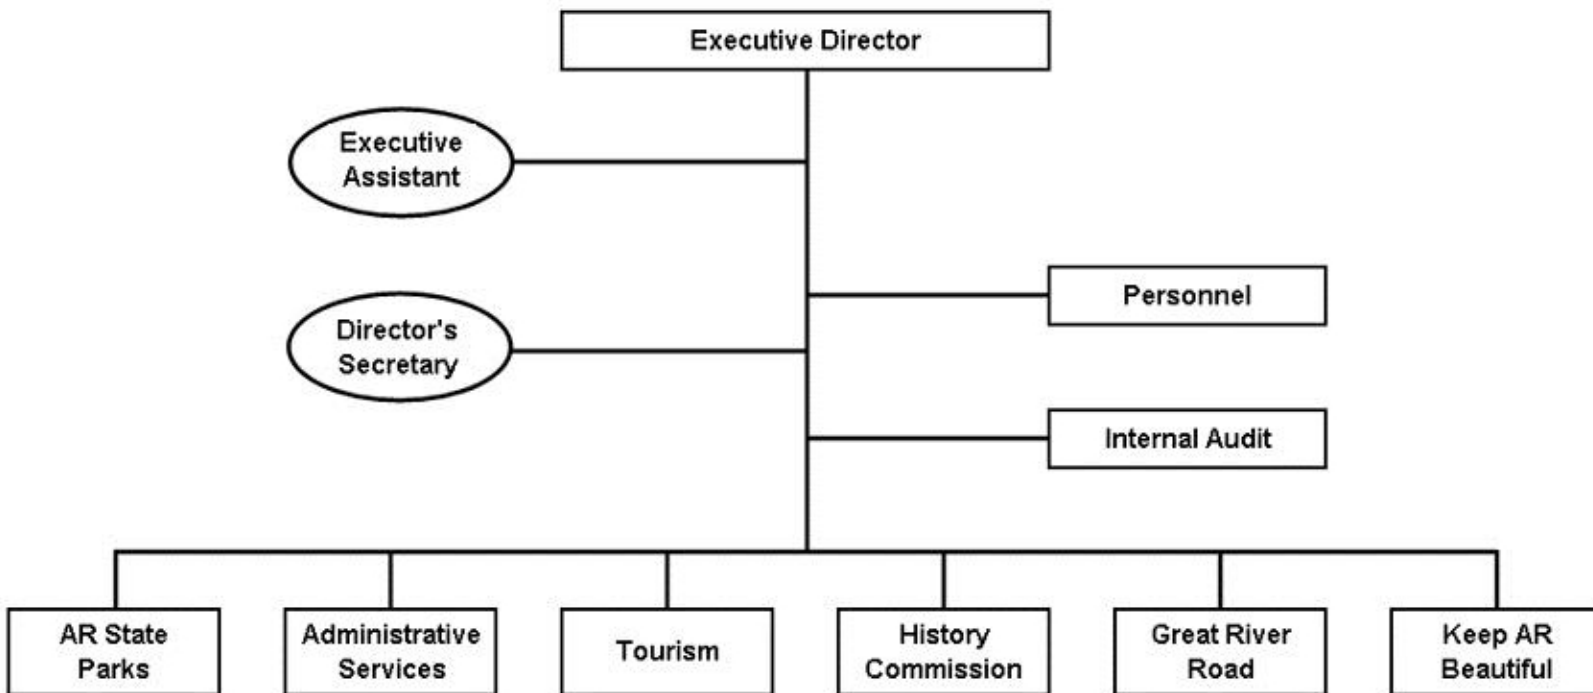 Executive Director
Executive
Assistant
Personnel
Director's
Secretary
Internal Audit
AR State
Parks
Administrative
Services
Tourism
History
Commission
Great River
Road
Keep AR
Beautiful